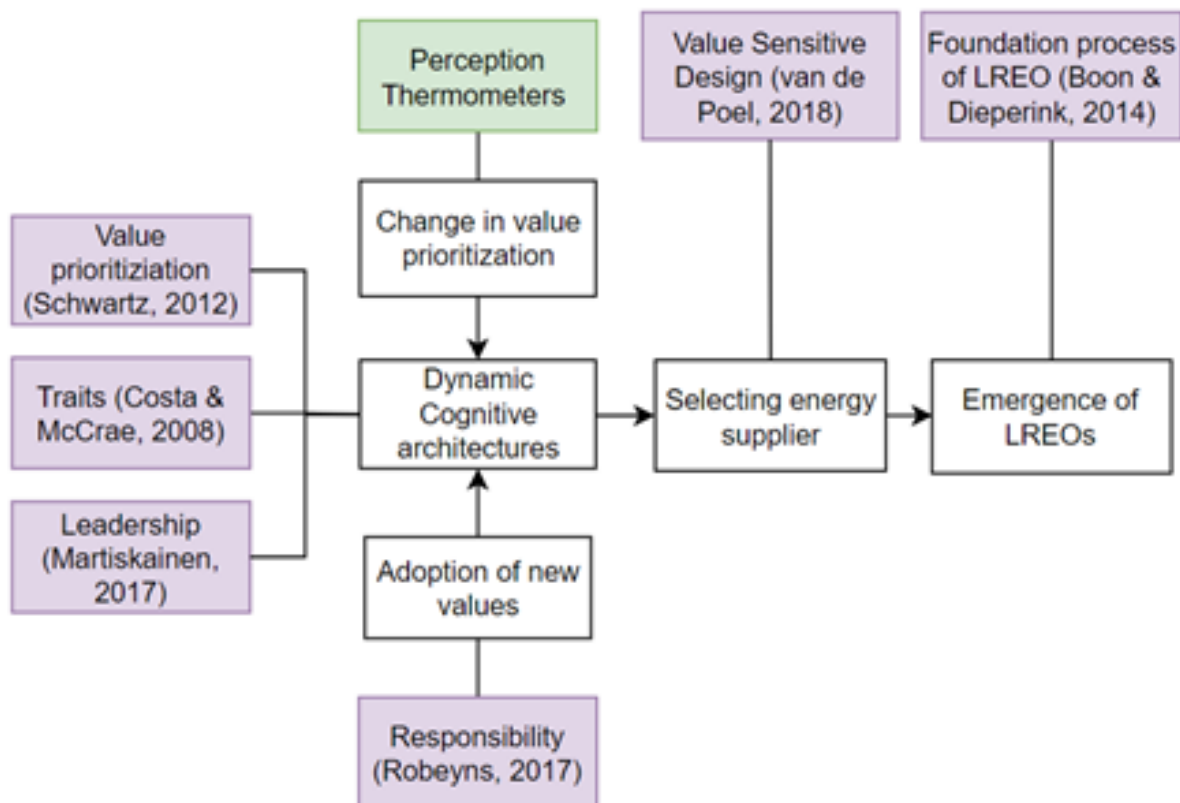 Perception
Thermometers
Value Sensitive
Design (van de
Poel, 2018)
Foundation process
of LREO (Boon &
Dieperink, 2014)
Change in value
prioritization
Value
prioritiziation
(Schwartz, 2012)
Traits (Costa &
McCrae, 2008)
Leadership
(Martiskainen,
2017)
Dynamic
Cognitive
architectures
Selecting energy
supplier
Emergence of
LREOs
Adoption of new
values
Responsibility
(Robeyns, 2017)